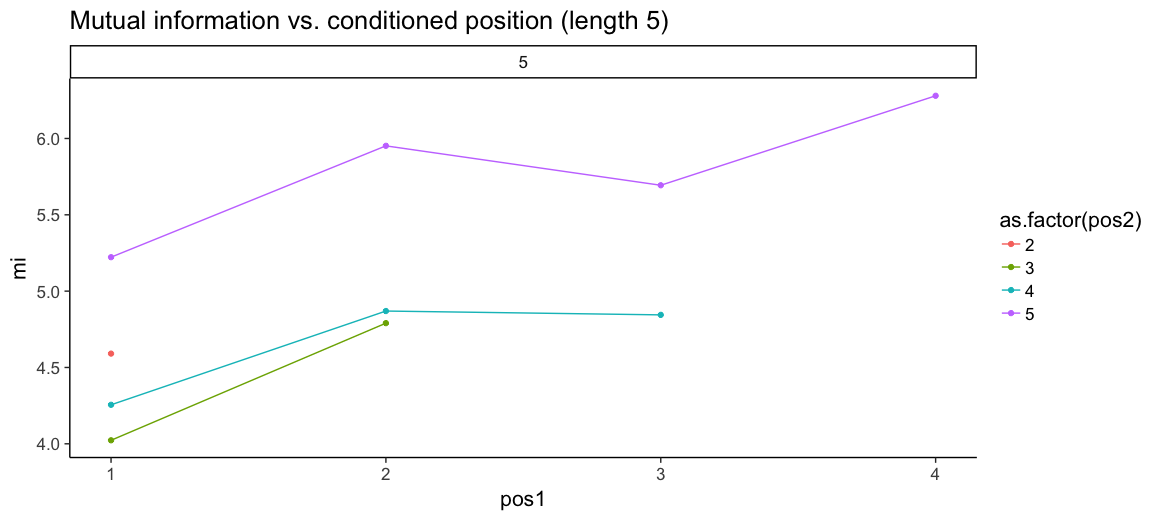 Mutual information vs. conditioned position (length 5)
5
6.0
5.5
5.0
4.5
4.0
mi
1 2 3 4
pos1
as.factor(pos2)
2
3
4
5